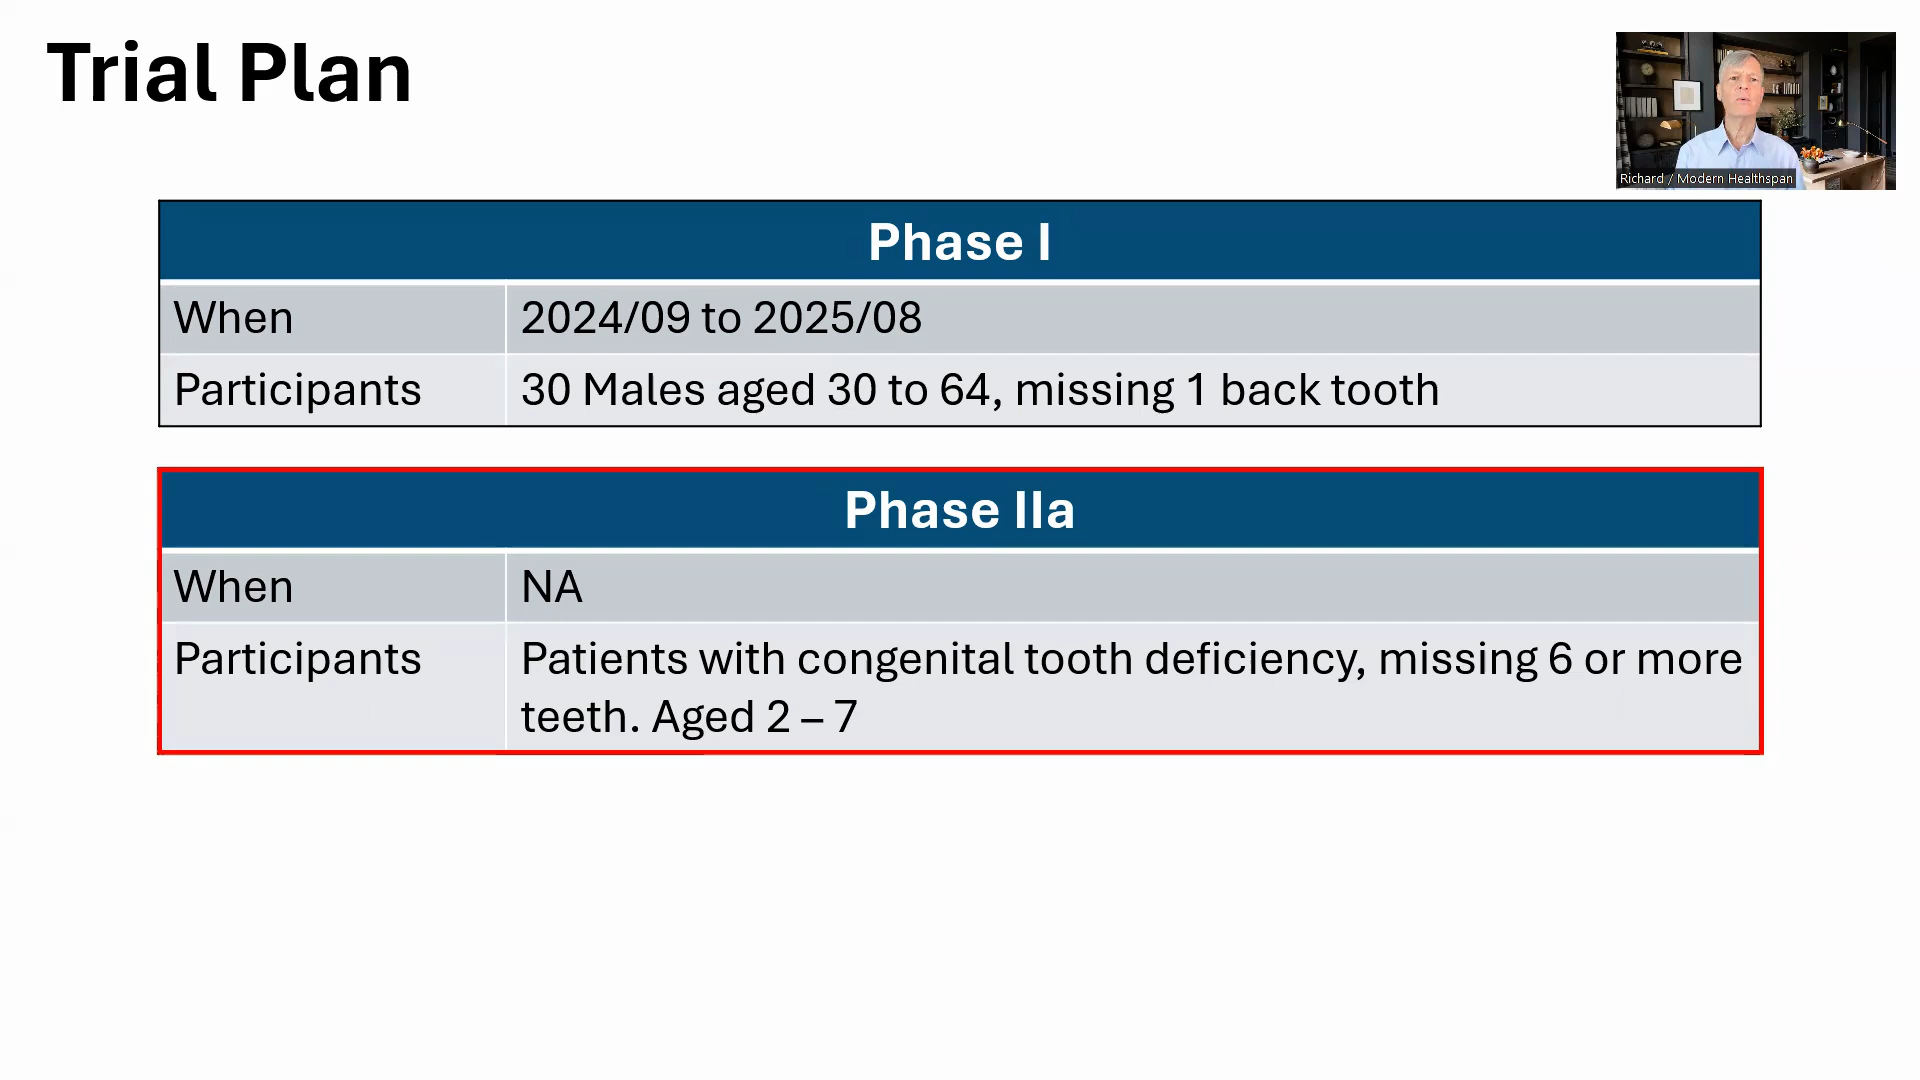 Trial Plan
Richard / Modern Healthspan
Phase I
When 2024/09 to 2025/08
Participants 30 Males aged 30 to 64, missing 1 back tooth
Phase IIa
When NA
Participants Patients with congenital tooth deficiency, missing 6 or more
teeth. Aged 2 – 7